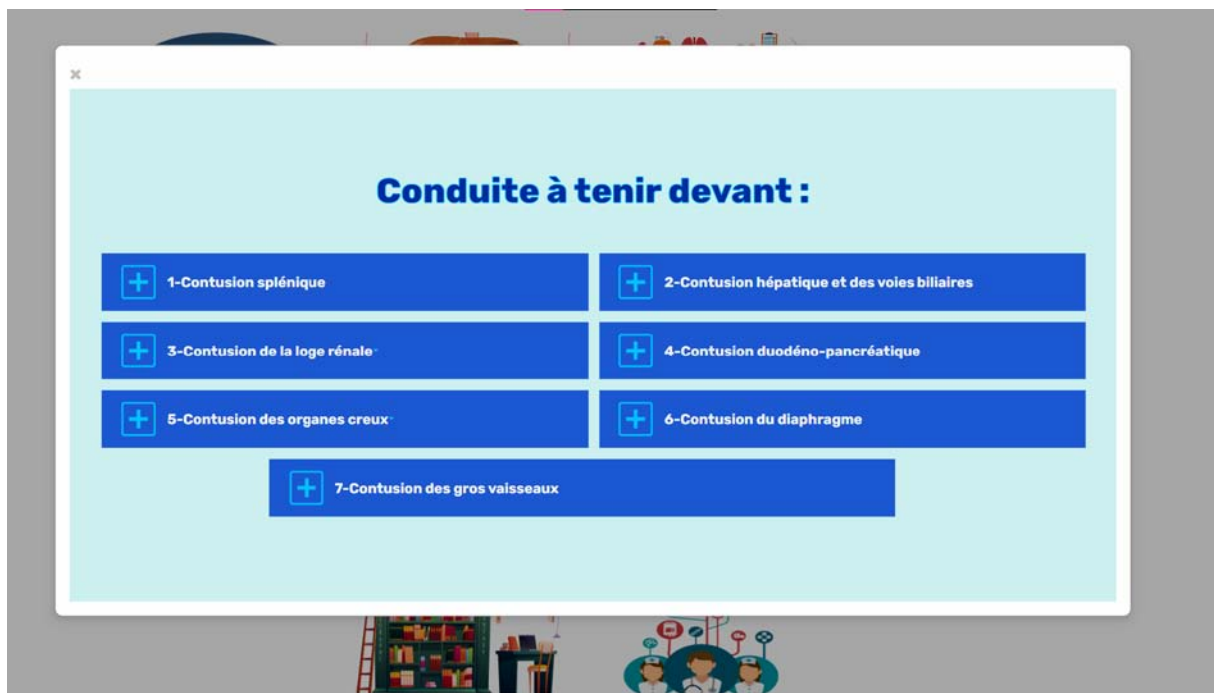 Conduite à tenir devant :
1-Contusion splénique
2-Contusion hépatique et des voies biliaires
3-Contusion de la loge rénale
4-Contusion duodéno-pancréatique
5-Contusion des organes creux
6-Contusion du diaphragme
7-Contusion des gros vaisseaux